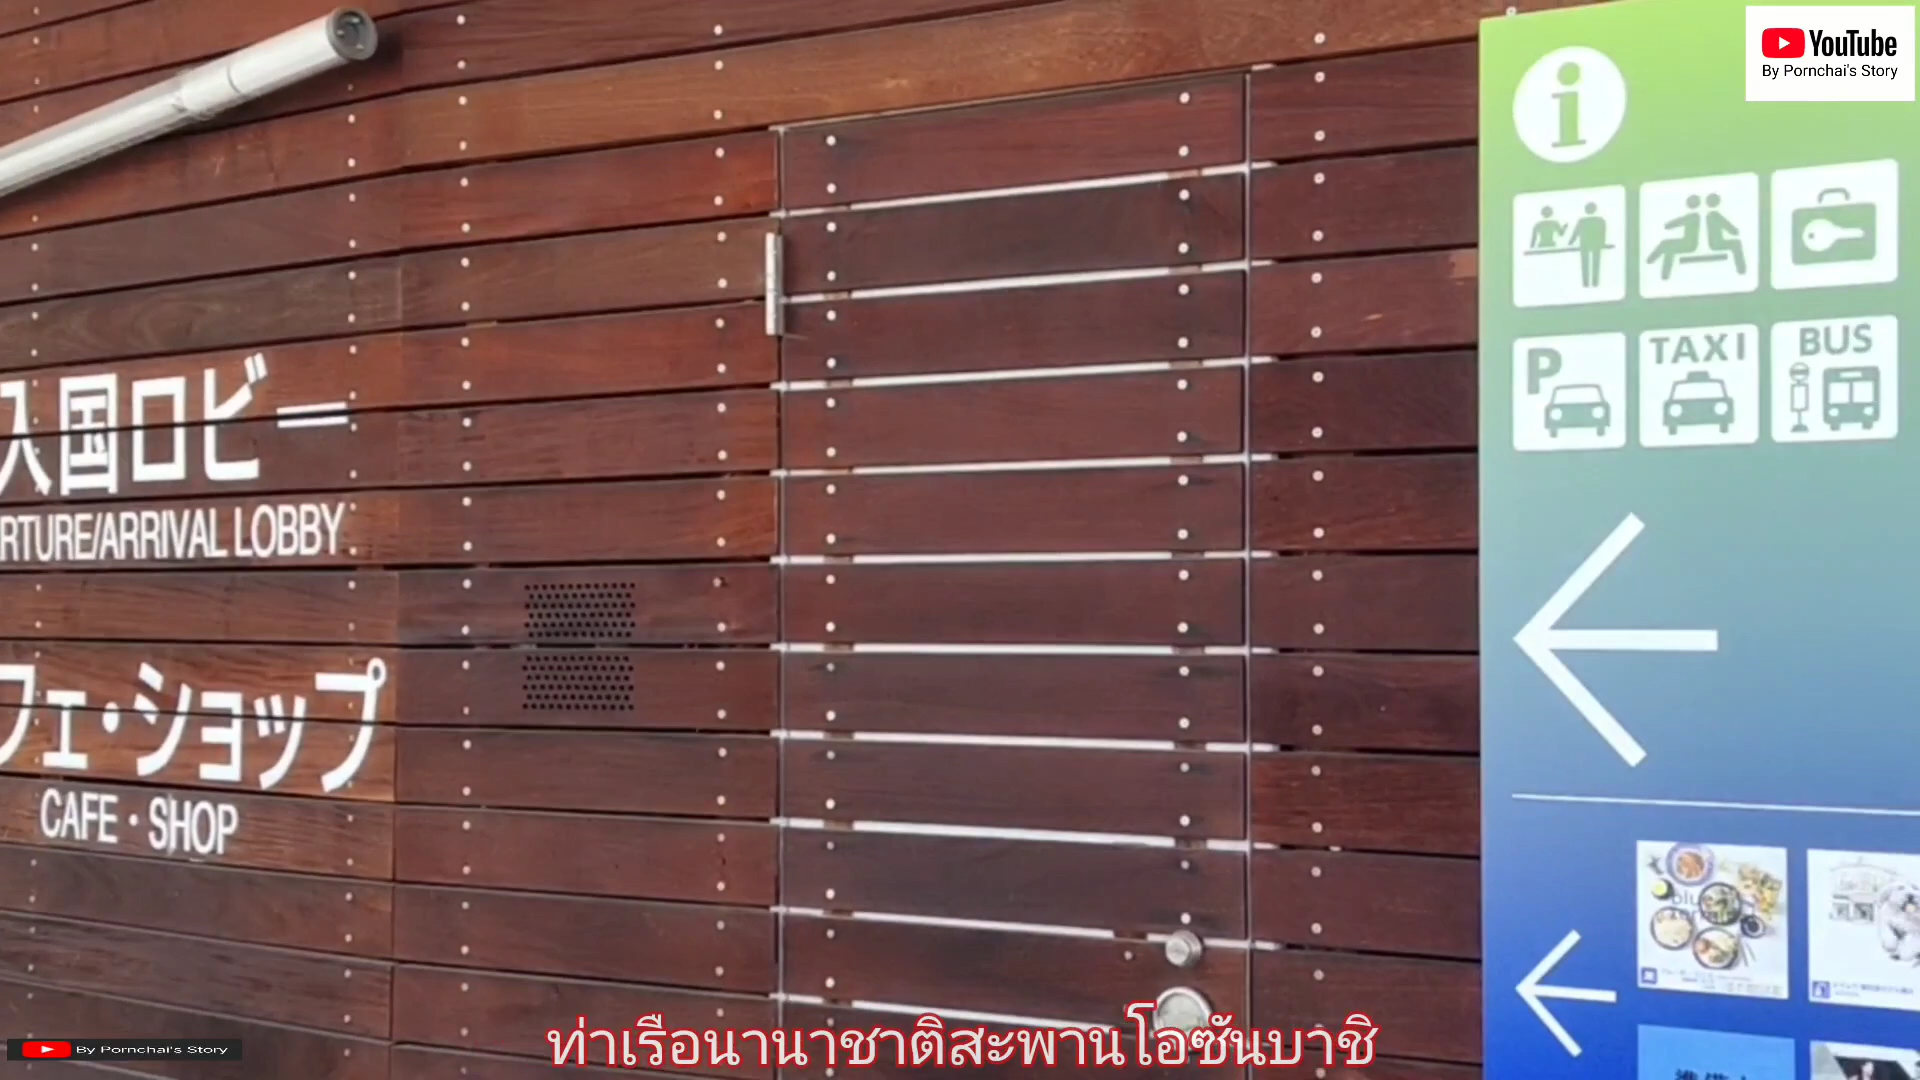 YouTube
By Pornchai's Story
i
P
TAXI
BUS
入国ロビー
RTURE/ARRIVAL LOBBY
フェ・ショップ
CAFE・SHOP
ท่าเรือนานาชาติสะพานโอซันบาชิ
By Pornchai's Story